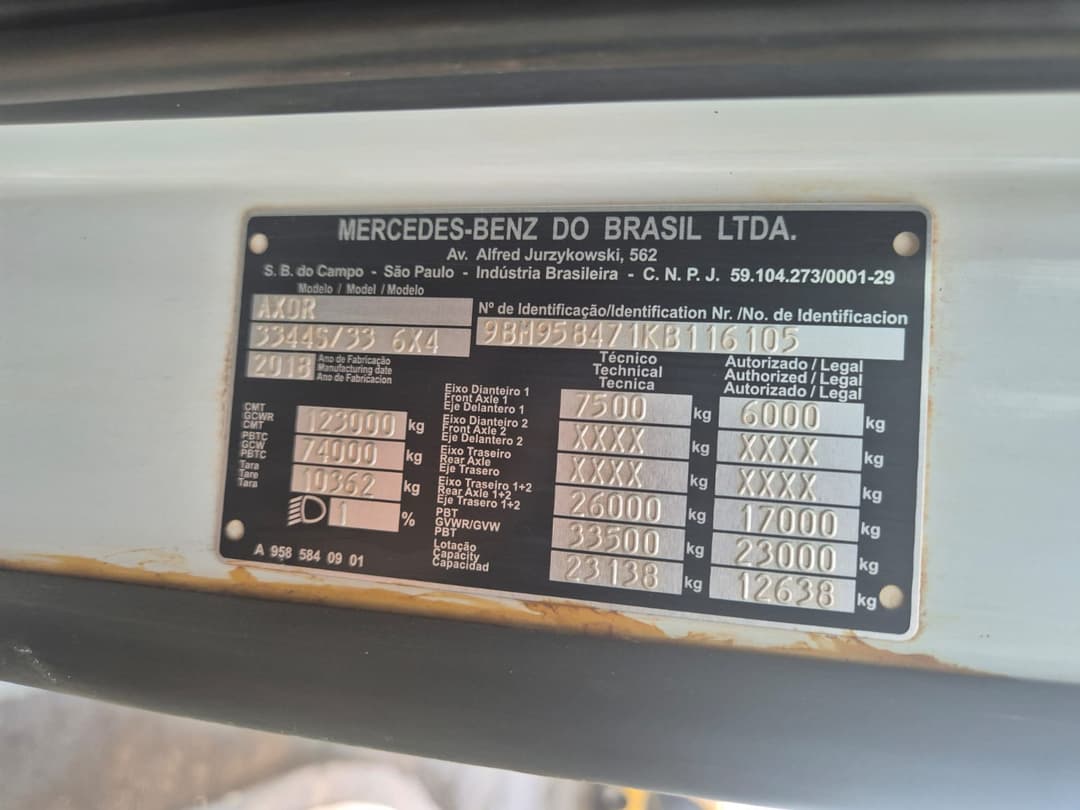 MERCEDES-BENZ DO BRASIL LTDA.
Av. Alfred Jurzykowski, 562
S. B. do Campo - São Paulo - Indústria Brasileira - C. N. P. J. 59.104.273/0001-29
Modelo / Model / Modelo
AXOR
3344S/33 6X4
Nº de Identificação/Identification Nr. /No. de Identificacion
9BM958471KB116105
2018
Ano de Fabricação
Manufacturing date
Ano de Fabricacion
Técnico
Technical
Tecnica
Autorizado / Legal
Authorized / Legal
Autorizado / Legal
CMT
GCWR
CMT
123000 kg
PBTC
GCW
PBTC
74000 kg
Tara
Tare
Tara
10362 kg
1 %
A 958 584 09 01
Eixo Dianteiro 1
Front Axle 1
Eje Delantero 1
7500 kg 6000 kg
Eixo Dianteiro 2
Front Axle 2
Eje Delantero 2
XXXX kg XXXX kg
Eixo Traseiro
Rear Axle
Eje Trasero
XXXX kg XXXX kg
Eixo Traseiro 1+2
Rear Axle 1+2
Eje Trasero 1+2
26000 kg 17000 kg
PBT
GVWR/GVW
PBT
33500 kg 23000 kg
Lotação
Capacity
Capacidad
23138 kg 12638 kg